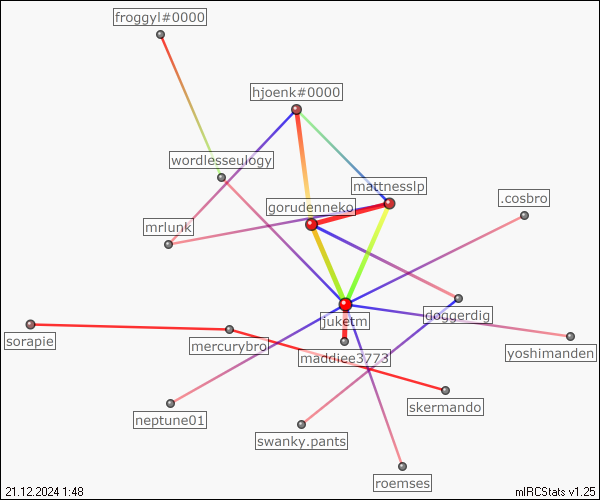 froggyl#0000
hjoenk#0000
wordlesseulogy
mattnesslp
.cosbro
gorudenneko
mrlunk
juketm
doggerdig
sorapie
mercurybro
maddiee3773
yoshimanden
skermando
neptune01
swanky.pants
roemses
21.12.2024 1:48
mIRCStats v1.25